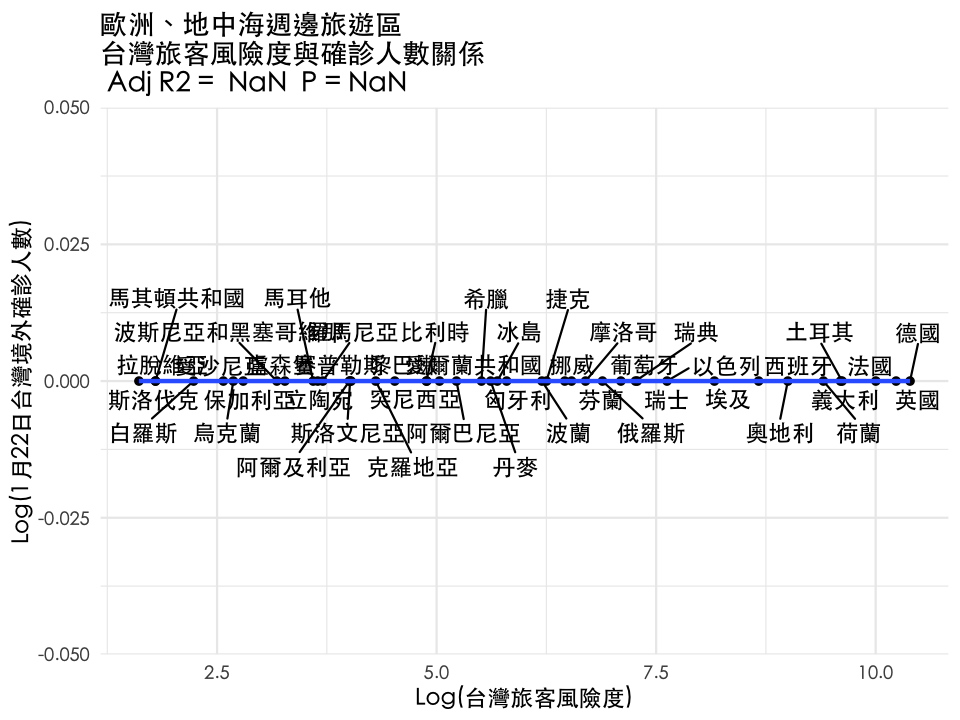 歐洲、地中海週邊旅遊區
台灣旅客風險度與確診人數關係
Adj R2 = NaN P = NaN
0.050
0.025
0.000
-0.025
-0.050
Log(1月22日台灣境外確診人數)
馬其頓共和國 馬耳他 希臘 捷克
波斯尼亞和黑塞哥維那 羅馬尼亞 比利時 冰島 摩洛哥 瑞典 土耳其 德國
拉脫維亞 愛沙尼亞 盧森堡 塞普勒斯 黎巴嫩 愛爾蘭共和國 挪威 葡萄牙 以色列 西班牙 法國
斯洛伐克 保加利亞 立陶宛 突尼西亞 匈牙利 芬蘭 瑞士 埃及 義大利 英國
白羅斯 烏克蘭 斯洛文尼亞 阿爾巴尼亞 波蘭 俄羅斯 奧地利 荷蘭
阿爾及利亞 克羅地亞 丹麥
2.5 5.0 7.5 10.0
Log(台灣旅客風險度)